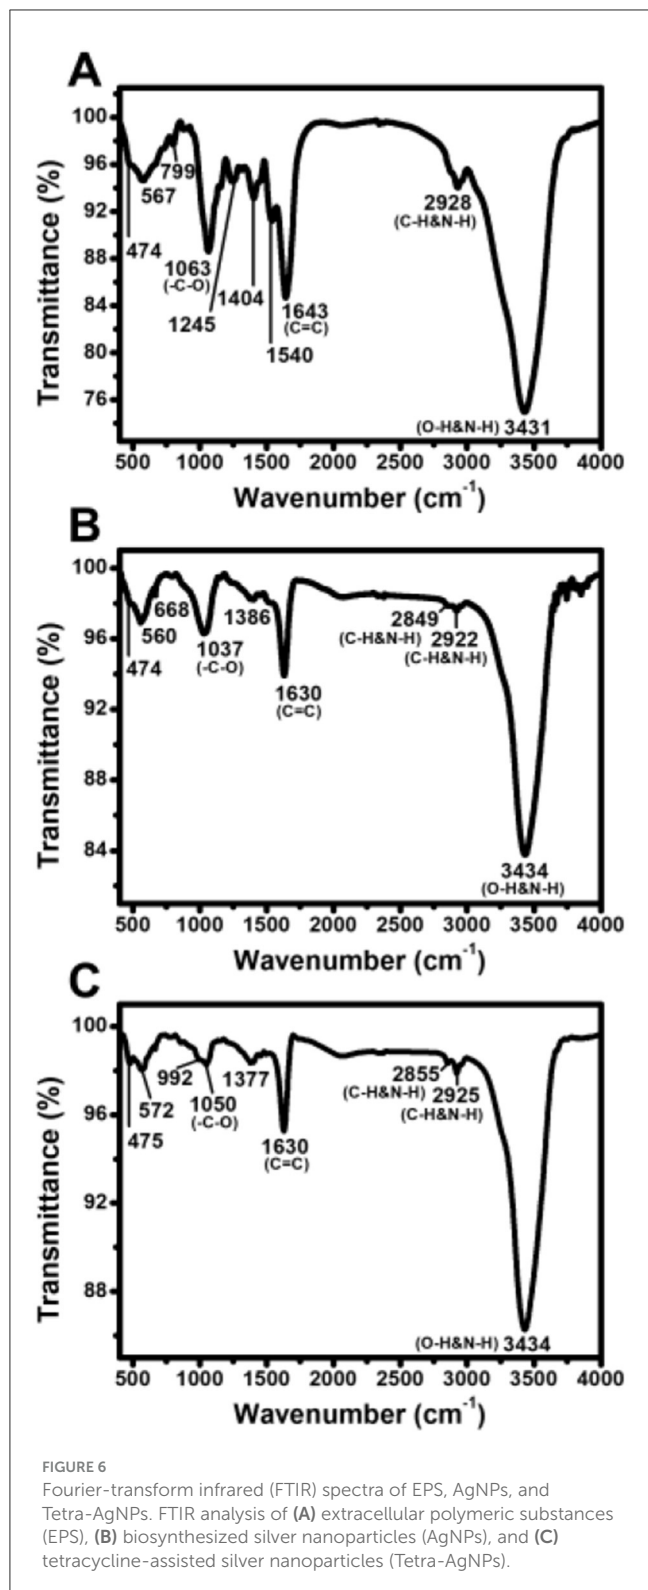 A
100
96
92
88
84
80
76
Transmittance (%)
799
567
474
1063
(-C-O)
1245
1404
1540
1643
(C=C)
2928
(C-H&N-H)
(O-H&N-H) 3431
500 1000 1500 2000 2500 3000 3500 4000
Wavenumber (cm-1)
B
100
96
92
88
84
Transmittance (%)
668
560
474
1037
(-C-O)
1386
1630
(C=C)
2849
(C-H&N-H)
2922
(C-H&N-H)
3434
(O-H&N-H)
500 1000 1500 2000 2500 3000 3500 4000
Wavenumber (cm-1)
C
100
96
92
88
Transmittance (%)
992
572
475
1050
(-C-O)
1377
1630
(C=C)
2855
(C-H&N-H)
2925
(C-H&N-H)
(O-H&N-H) 3434
500 1000 1500 2000 2500 3000 3500 4000
Wavenumber (cm-1)
FIGURE 6
Fourier-transform infrared (FTIR) spectra of EPS, AgNPs, and
Tetra-AgNPs. FTIR analysis of (A) extracellular polymeric substances
(EPS), (B) biosynthesized silver nanoparticles (AgNPs), and (C)
tetracycline-assisted silver nanoparticles (Tetra-AgNPs).